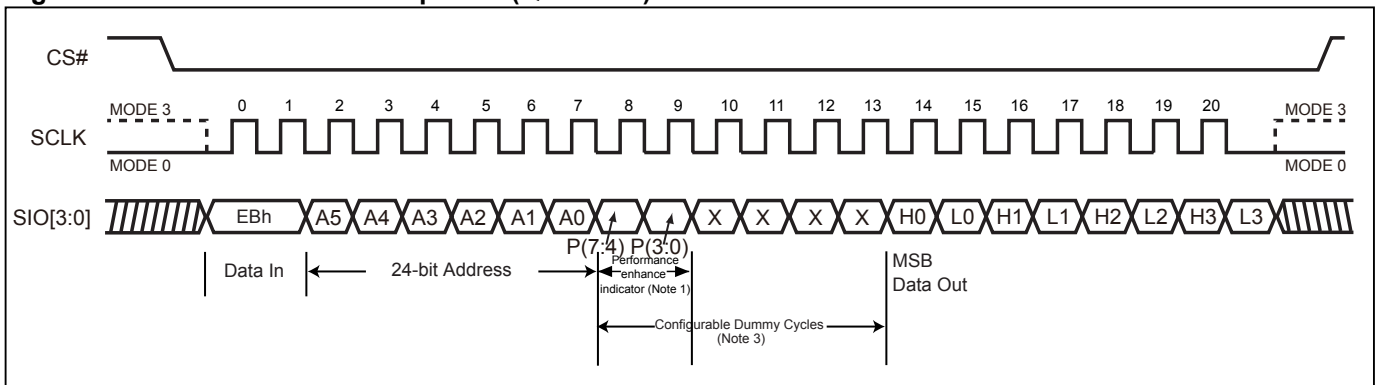 CS#
MODE 3 0 1 2 3 4 5 6 7 8 9 10 11 12 13 14 15 16 17 18 19 20 MODE 3
SCLK
MODE 0 MODE 0
SIO[3:0] EBh A5 A4 A3 A2 A1 A0 X X X X H0 L0 H1 L1 H2 L2 H3 L3
P(7:4) P(3:0)
Data In 24-bit Address Performance enhance indicator (Note 1) MSB
Data Out
Configurable Dummy Cycles
(Note 3)